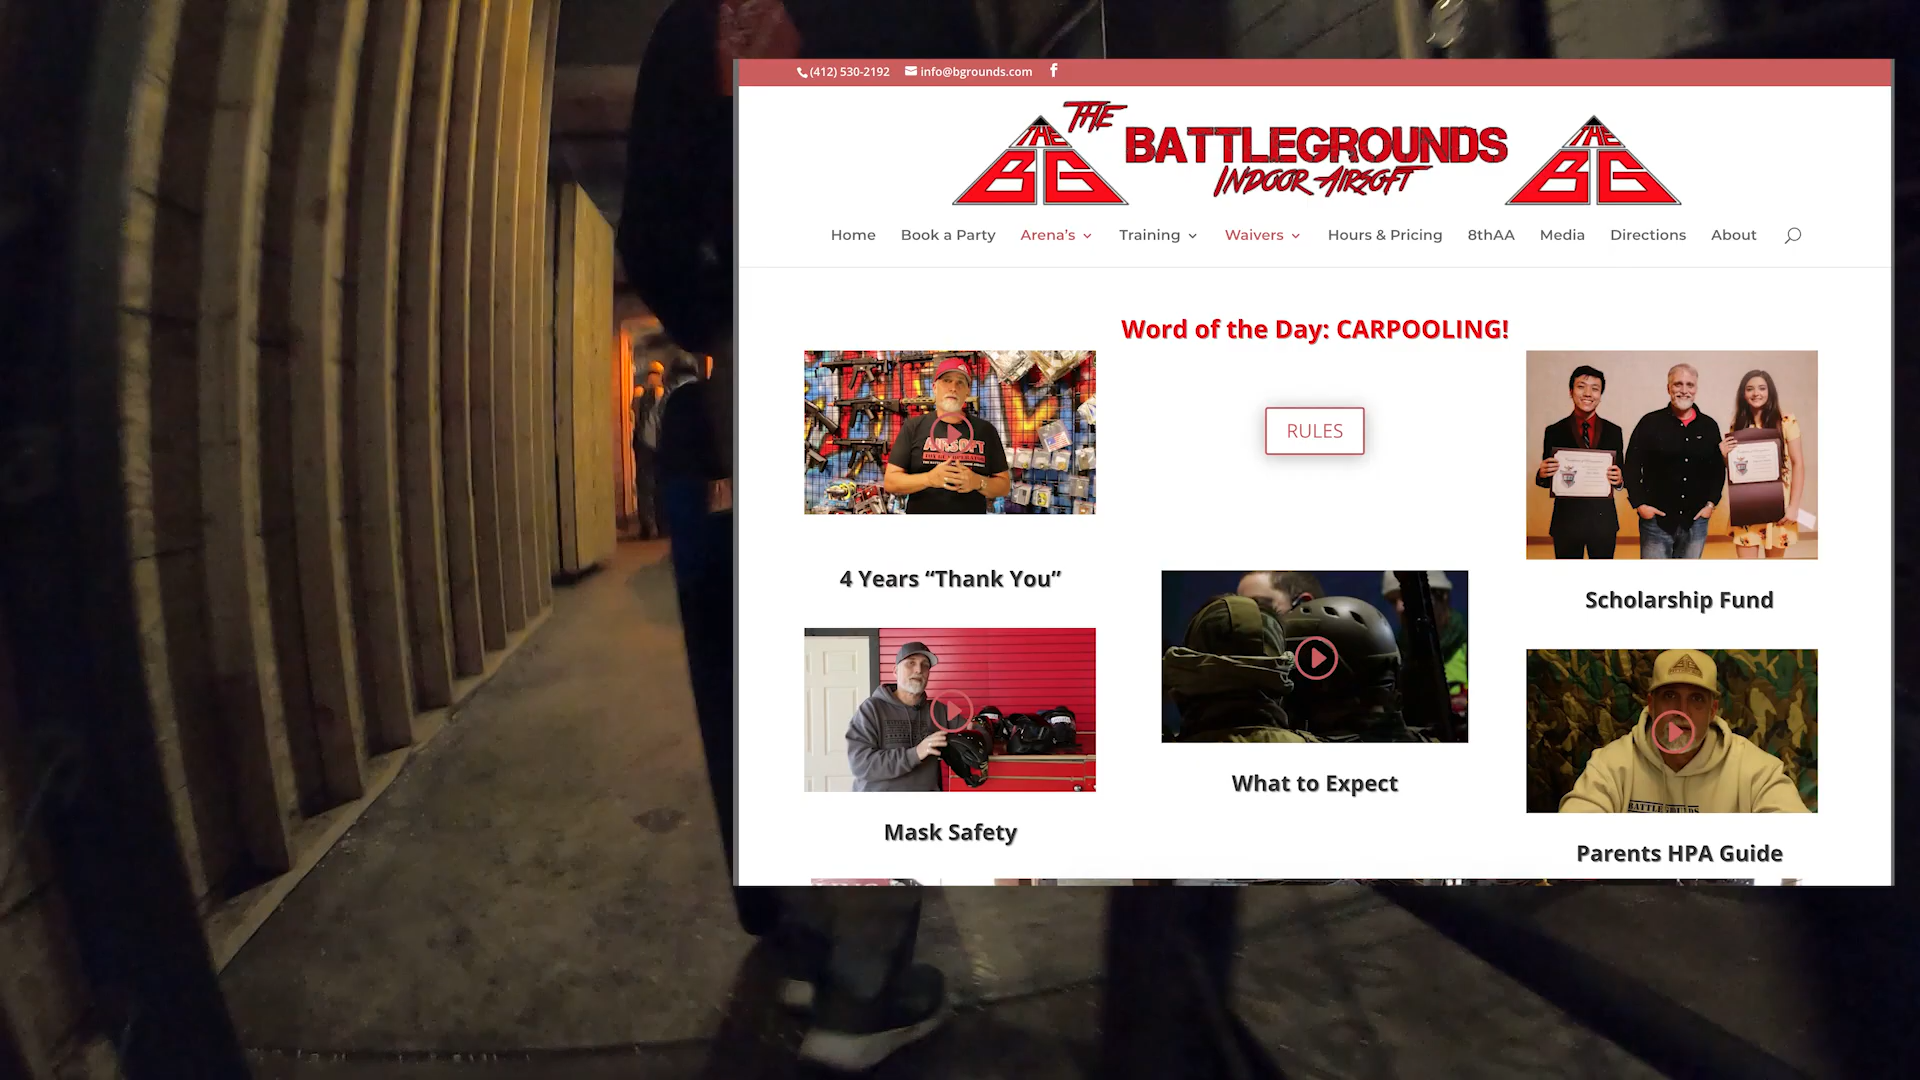 (412) 530-2192 info@bgrounds.com
THE BG
THE
BATTLEGROUNDS
INDOOR AIRSOFT
THE BG
Home Book a Party Arena's Training Waivers Hours & Pricing 8thAA Media Directions About
Word of the Day: CARPOOLING!
AIRSOFT
RULES
4 Years “Thank You”
Scholarship Fund
What to Expect
BATTLEGROUNDS
Mask Safety
Parents HPA Guide